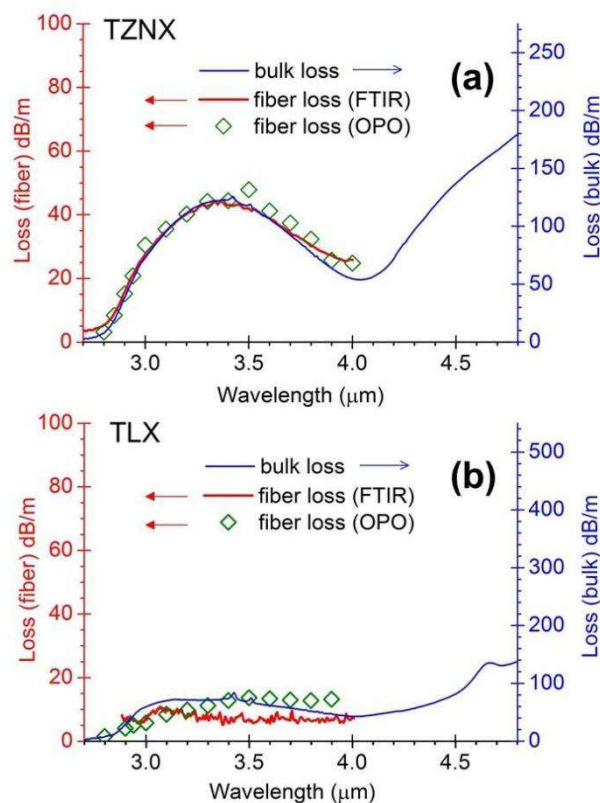 TZNX
(a)
bulk loss
fiber loss (FTIR)
fiber loss (OPO)
Loss (fiber) dB/m
100
80
60
40
20
0
Loss (bulk) dB/m
250
200
150
100
50
0
3.0 3.5 4.0 4.5
Wavelength (μm)
TLX
(b)
bulk loss
fiber loss (FTIR)
fiber loss (OPO)
Loss (fiber) dB/m
100
80
60
40
20
0
Loss (bulk) dB/m
500
400
300
200
100
0
3.0 3.5 4.0 4.5
Wavelength (μm)